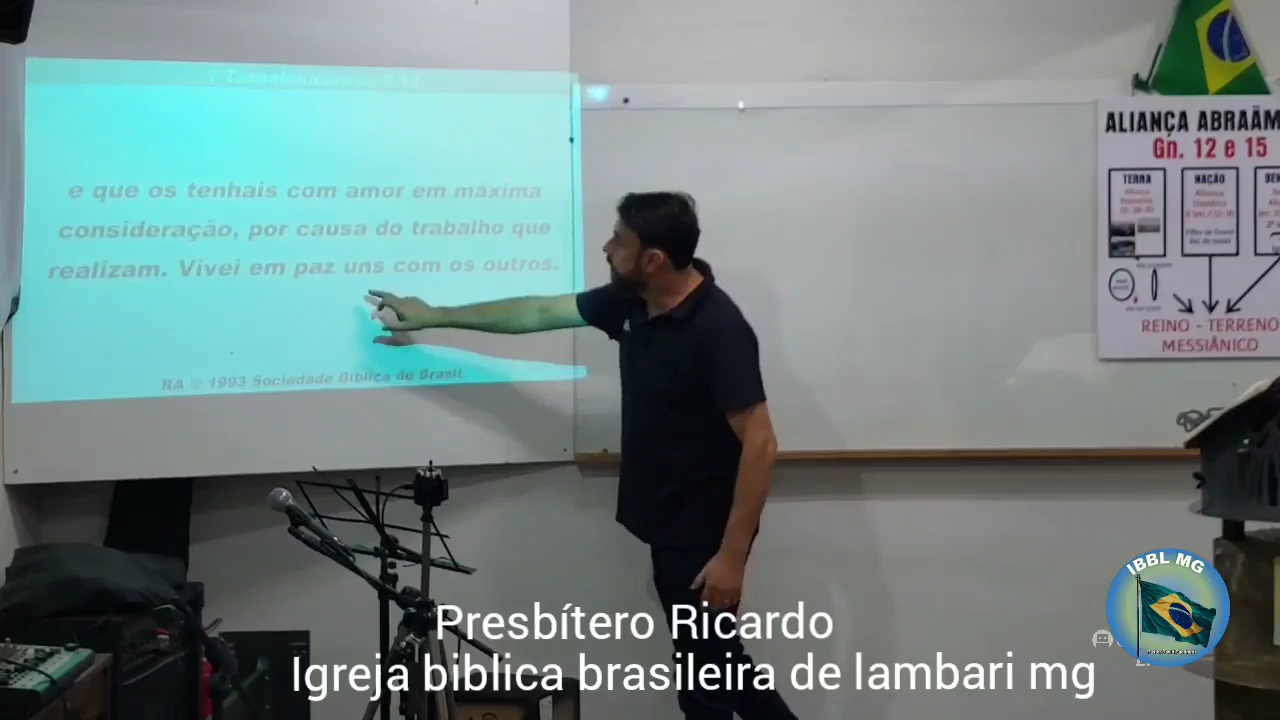 e que os tenhais com amor em máxima
consideração, por causa do trabalho que
realizam. Vivei em paz uns com os outros.
RA © 1993 Sociedade Bíblica do Brasil.
ALIANÇA ABRAÂM
Gn. 12 e 15
TERRA
NAÇÃO
REINO - TERRENO
MESSIÂNICO
IBBL MG
Presbítero Ricardo
Igreja biblica brasileira de lambari mg